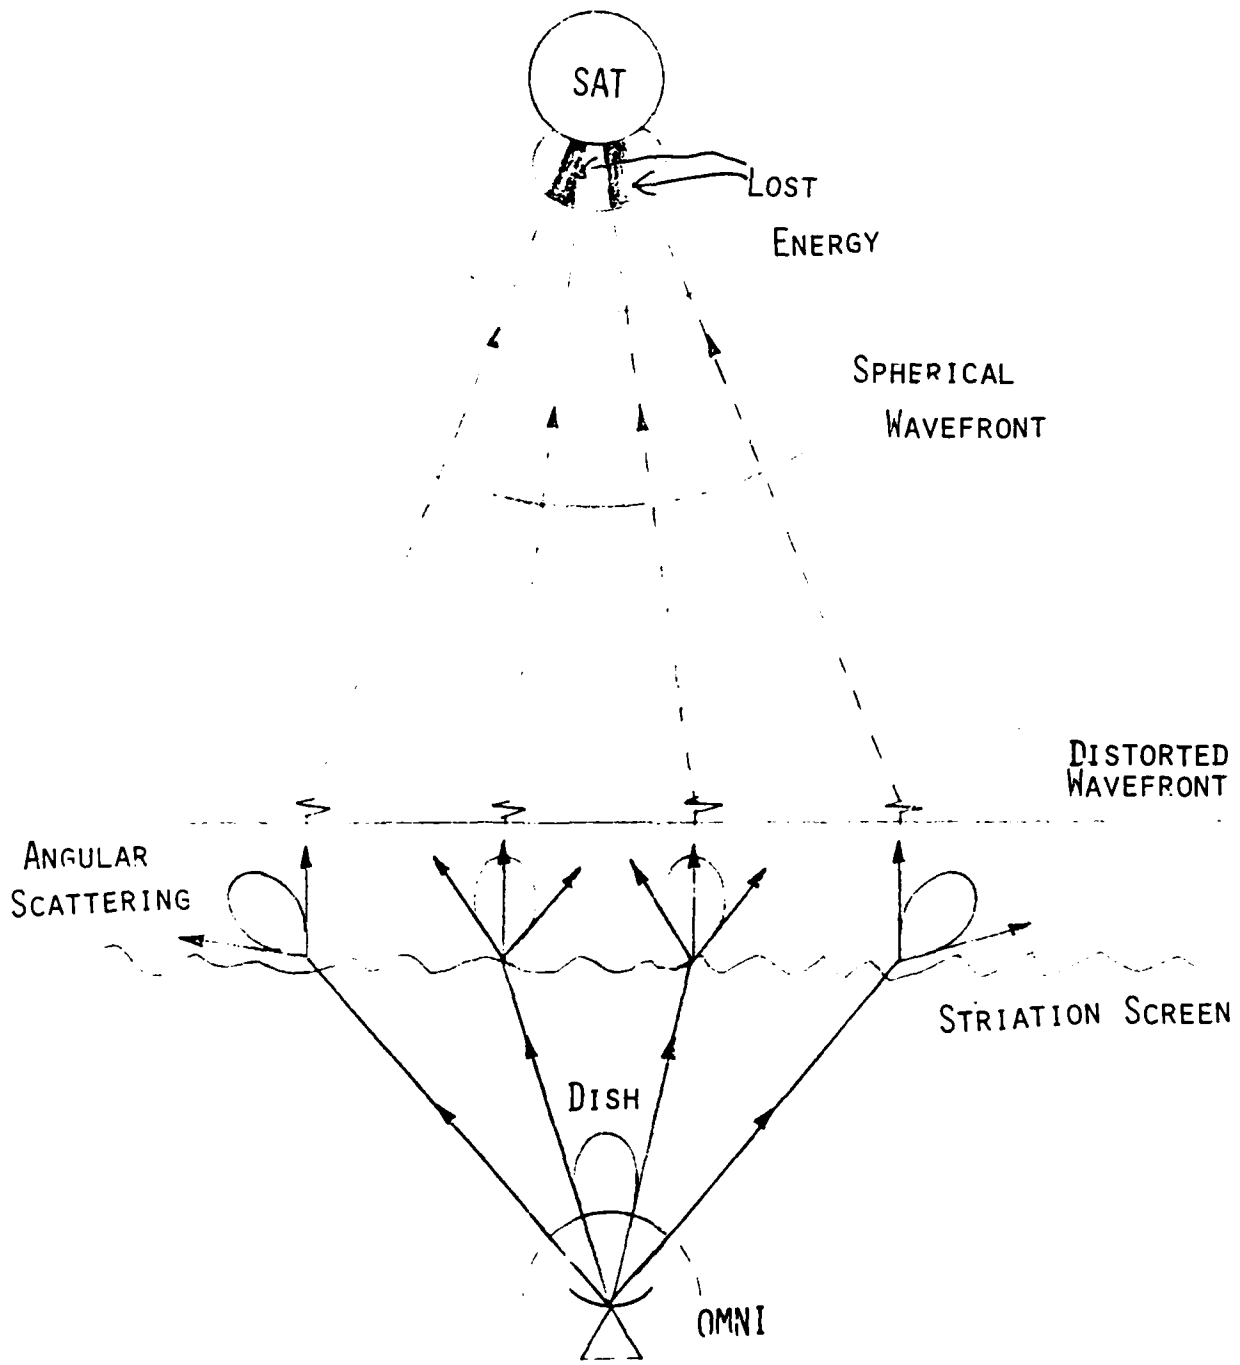 SAT
LOST
ENERGY
SPHERICAL
WAVEFRONT
DISTORTED
WAVEFRONT
ANGULAR
SCATTERING
STRIATION SCREEN
DISH
OMNI